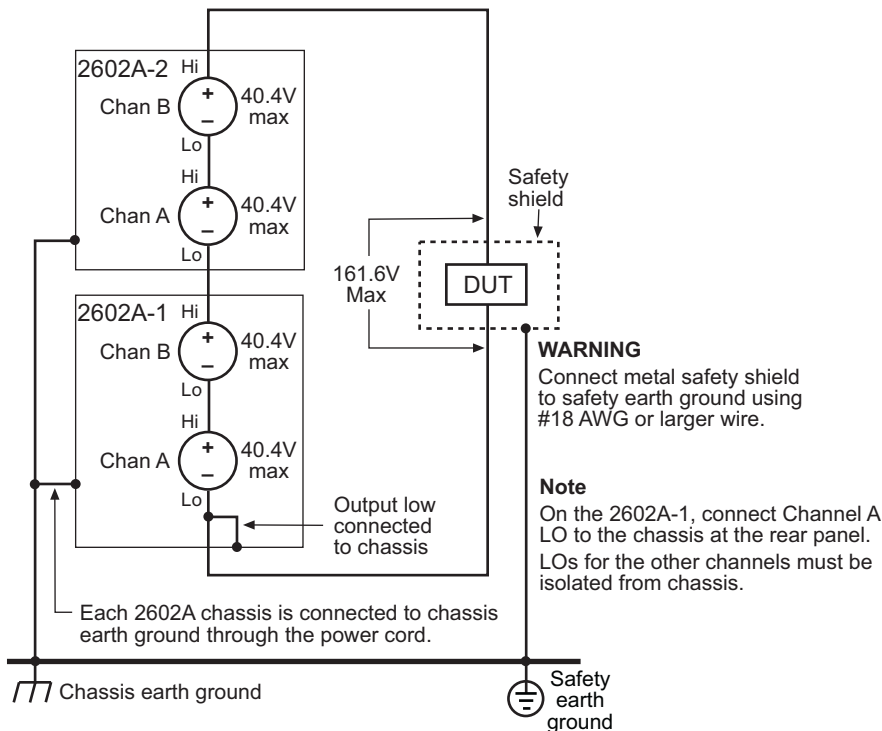 2602A-2
Hi
Chan B
+
–
40.4V
max
Lo
Hi
Chan A
+
–
40.4V
max
Lo
2602A-1
Hi
Chan B
+
–
40.4V
max
Lo
Hi
Chan A
+
–
40.4V
max
Lo
Output low
connected
to chassis
161.6V
Max
Safety
shield
DUT
WARNING
Connect metal safety shield
to safety earth ground using
#18 AWG or larger wire.
Note
On the 2602A-1, connect Channel A
LO to the chassis at the rear panel.
LOs for the other channels must be
isolated from chassis.
Each 2602A chassis is connected to chassis
earth ground through the power cord.
Chassis earth ground
Safety
earth
ground